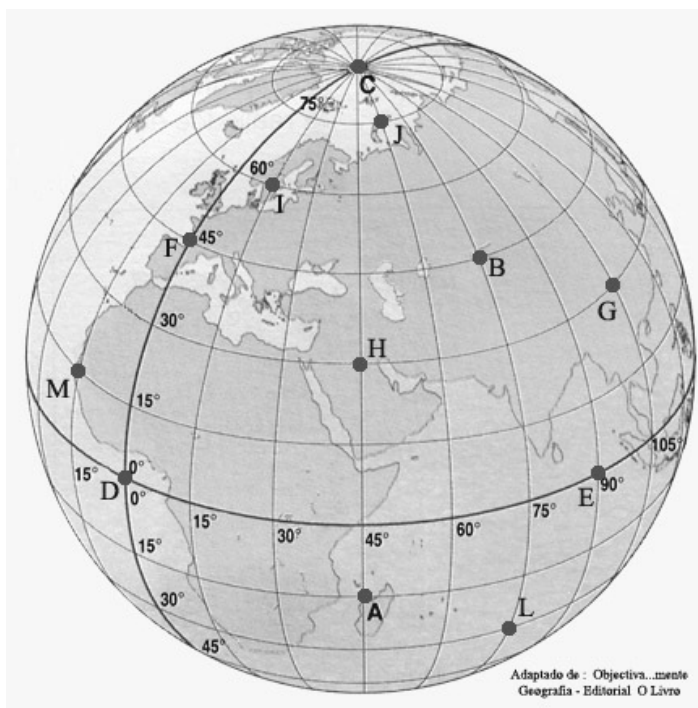 C
75°
J
60°
I
F 45°
B
30°
G
H
M
15°
105°
15° 0°
D 0°
E 90°
15° 30° 45° 60° 75°
15°
30° A L
45°
Adaptado de : Objectiva...mente
Geografia - Editorial O Livro